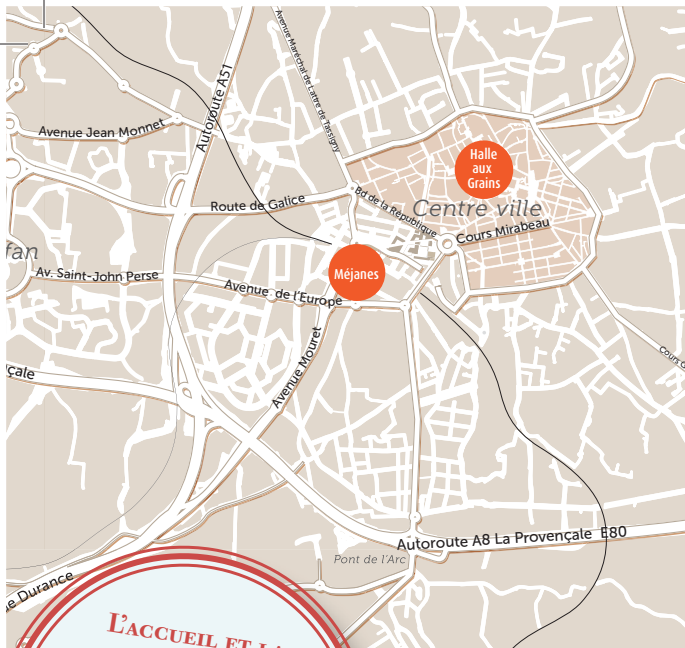 Avenue Maréchal de Lattre de Tassigny
Autoroute A51
Avenue Jean Monnet
Halle
aux
Grains
Route de Galice
Bd de la République
Centre ville
Cours Mirabeau
fan
Av. Saint-John Perse
Méjanes
Avenue de l'Europe
Avenue Mouret
Cours G
çale
Autoroute A8 La Provençale E80
Pont de l'Arc
e Durance
L'ACCUEIL ET L'